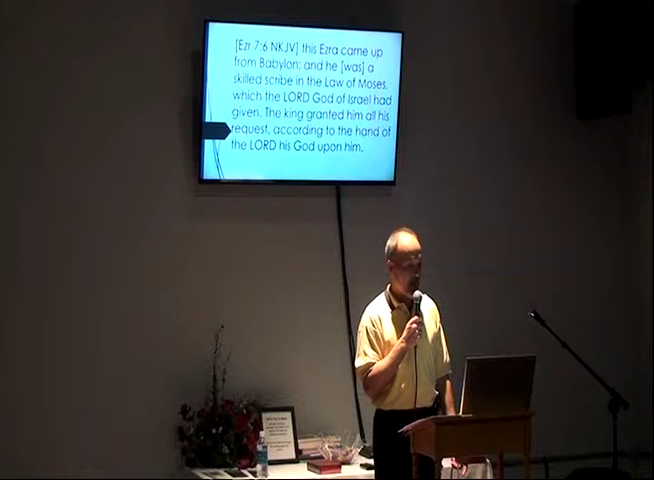 [Ezr 7:6 NKJV] this Ezra came up
from Babylon; and he [was] a
skilled scribe in the Law of Moses,
which the LORD God of Israel had
given. The king granted him all his
request, according to the hand of
the LORD his God upon him.